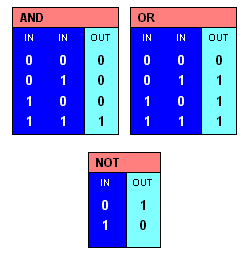 AND
IN IN OUT
0 0 0
0 1 0
1 0 0
1 1 1
OR
IN IN OUT
0 0 0
0 1 1
1 0 1
1 1 1
NOT
IN OUT
0 1
1 0